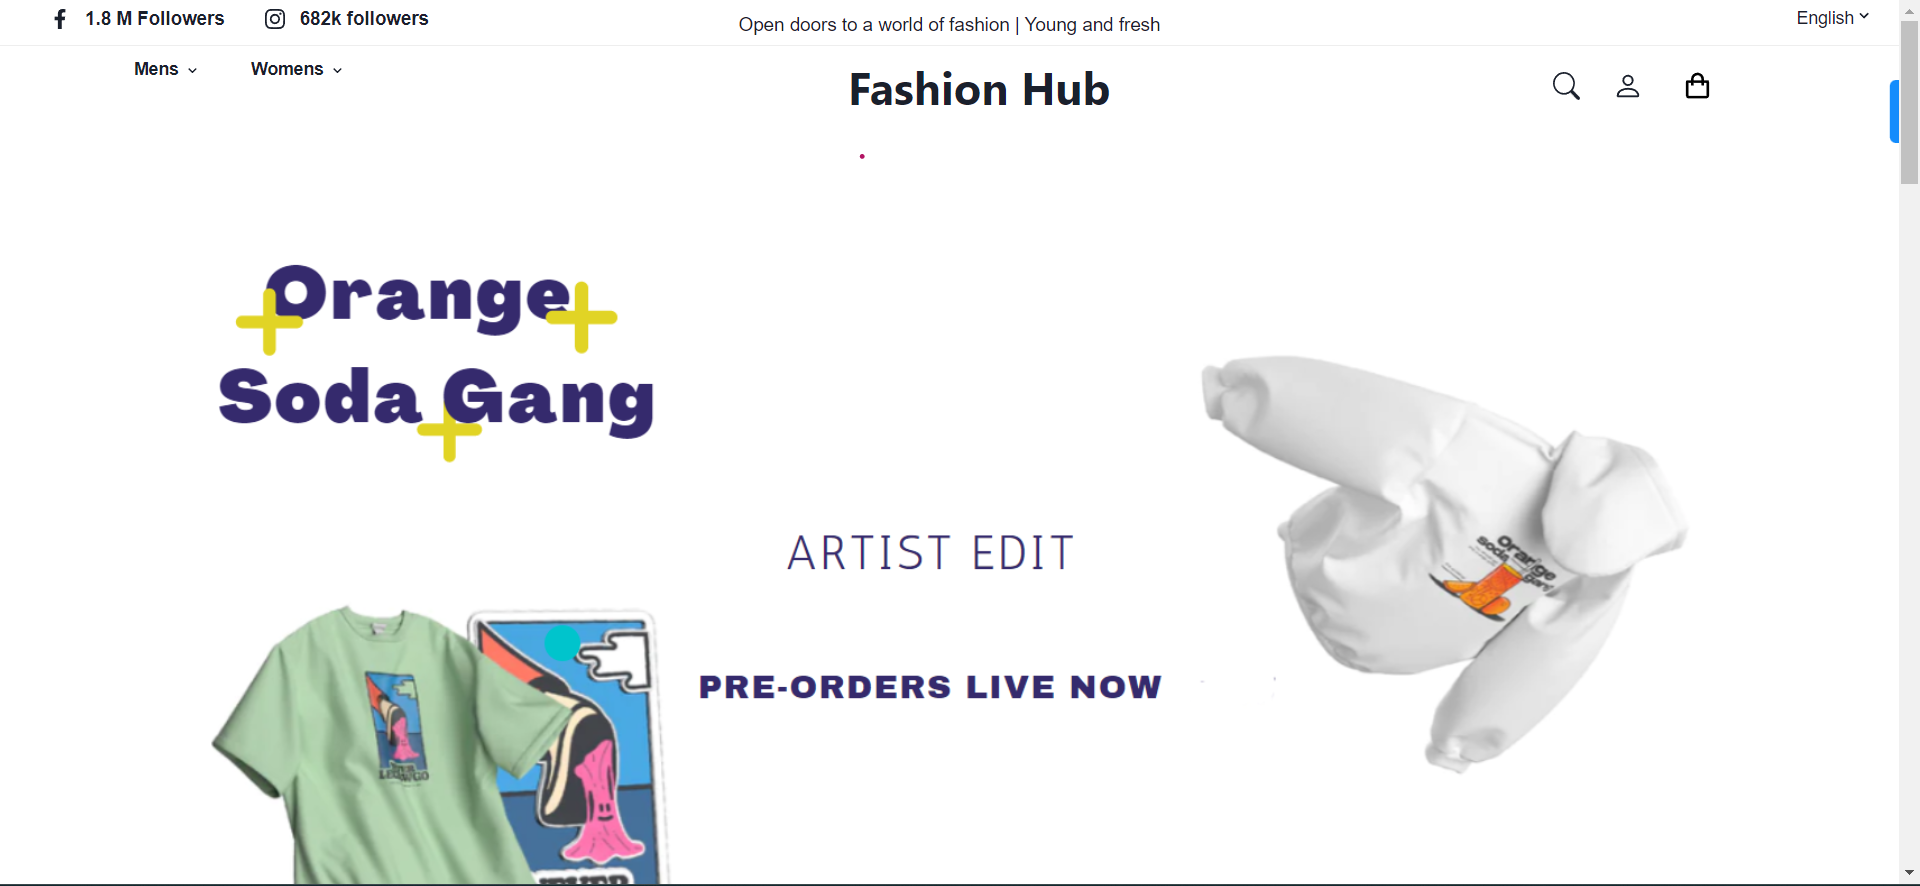 1.8 M Followers
682k followers
Open doors to a world of fashion | Young and fresh
English
Mens
Womens
Fashion Hub
Orange
Soda Gang
ARTIST EDIT
PRE-ORDERS LIVE NOW
Orange
soda
gang